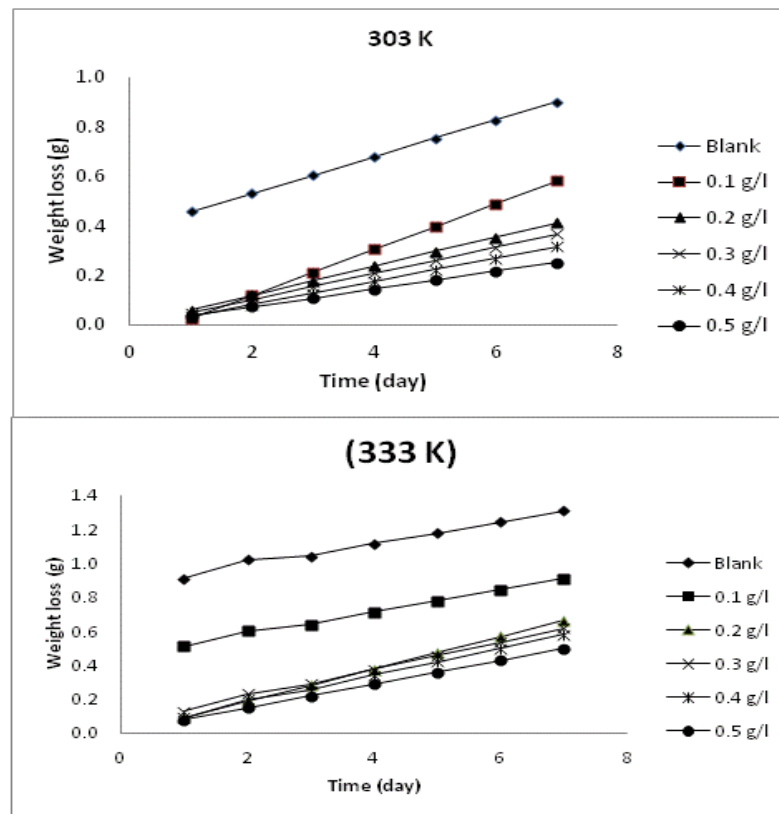 303 K
1.0
0.8
0.6
0.4
0.2
0.0
Weight loss (g)
0 2 4 6 8
Time (day)
Blank
0.1 g/l
0.2 g/l
0.3 g/l
0.4 g/l
0.5 g/l
(333 K)
1.4
1.2
1.0
0.8
0.6
0.4
0.2
0.0
Weight loss (g)
0 2 4 6 8
Time (day)
Blank
0.1 g/l
0.2 g/l
0.3 g/l
0.4 g/l
0.5 g/l